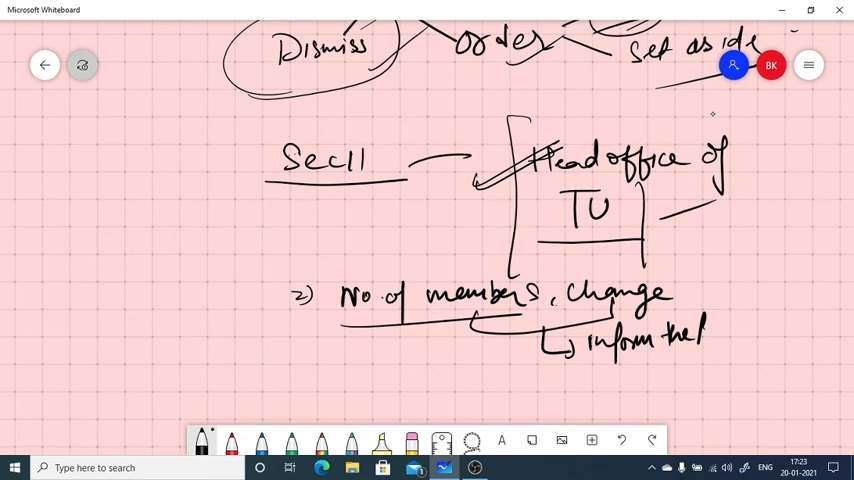 Microsoft Whiteboard
Dismiss order set aside
BK
Sec 11 Head office of
TU
2) No. of members, change
inform the
A
Type here to search
1
ENG
17:23
20-01-2021